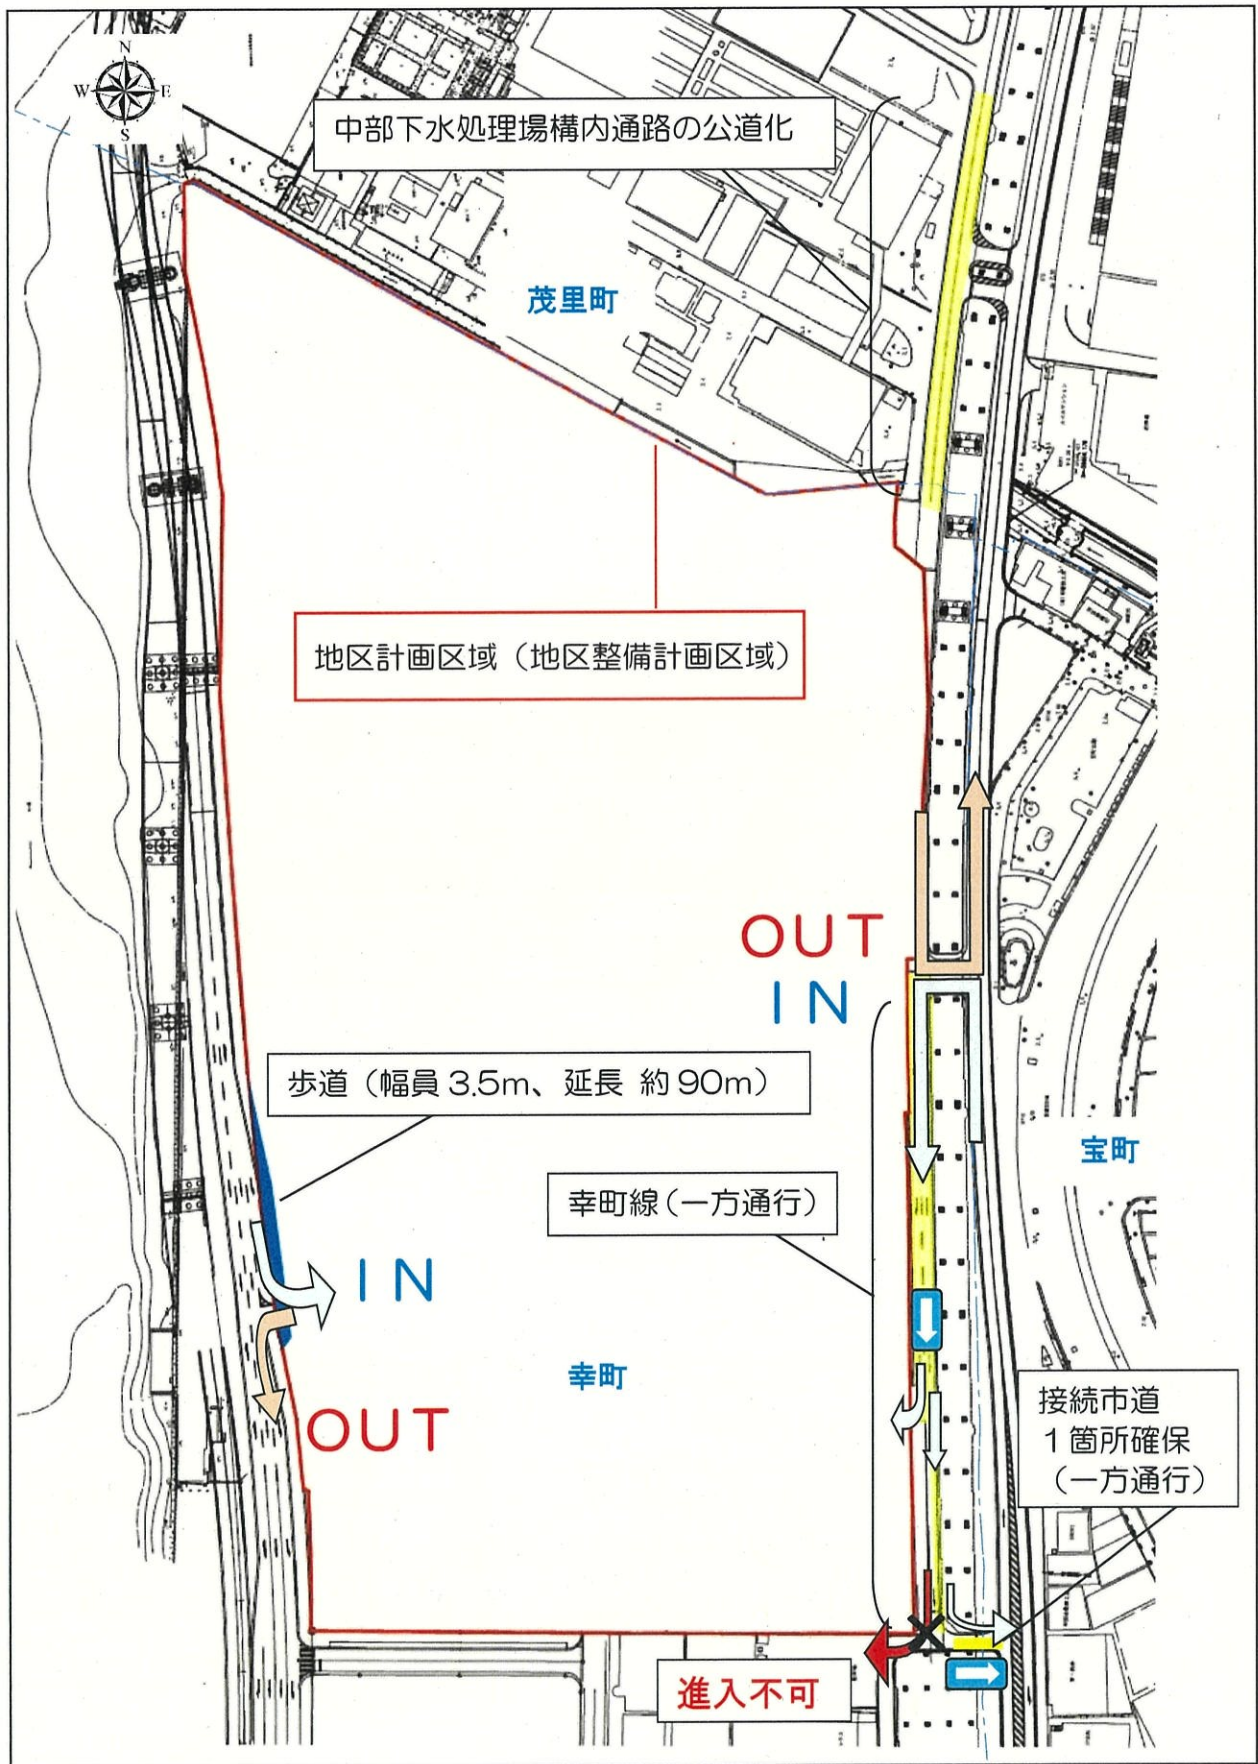 N
W E
S
中部下水処理場構内通路の公道化
茂里町
地区計画区域（地区整備計画区域）
OUT
IN
歩道（幅員 3.5m、延長 約 90m）
宝町
幸町線（一方通行）
IN
幸町
OUT
接続市道
１箇所確保
（一方通行）
進入不可